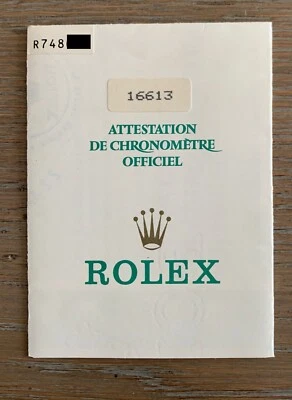 R748
16613
ATTESTATION
DE CHRONOMÈTRE
OFFICIEL
ROLEX